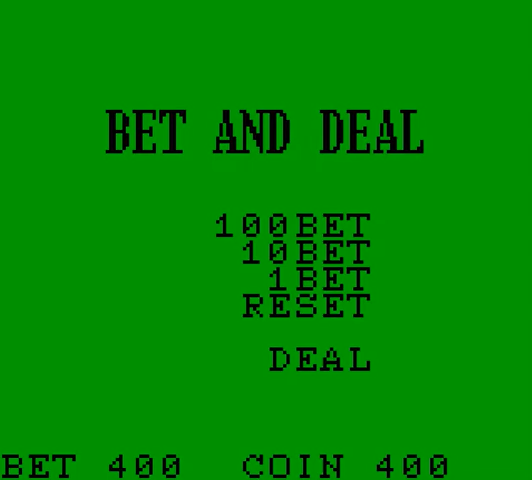 BET AND DEAL
100BET
10BET
1BET
RESET
DEAL
BET 400 COIN 400